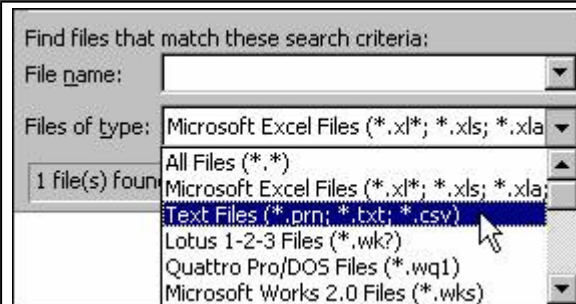 Find files that match these search criteria:
File name:
Files of type: Microsoft Excel Files (*.xl*; *.xls; *.xla
1 file(s) foun
All Files (*.*)
Microsoft Excel Files (*.xl*; *.xls; *.xla;
Text Files (*.prn; *.txt; *.csv)
Lotus 1-2-3 Files (*.wk?)
Quattro Pro/DOS Files (*.wq1)
Microsoft Works 2.0 Files (*.wks)